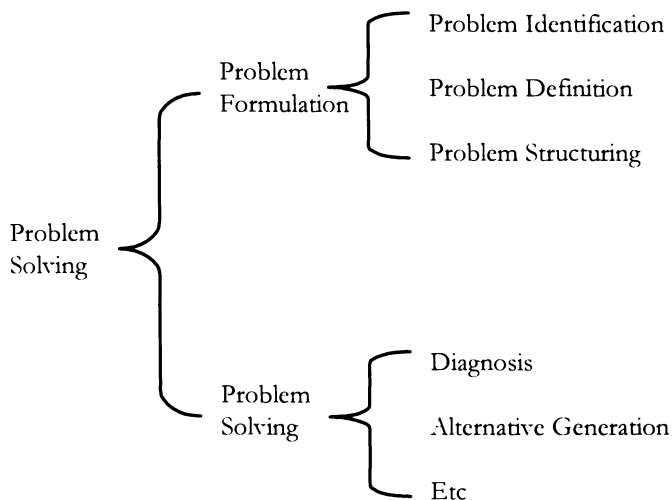 Problem Identification
Problem
Formulation
Problem Definition
Problem Structuring
Problem
Solving
Diagnosis
Problem
Solving
Alternative Generation
Etc